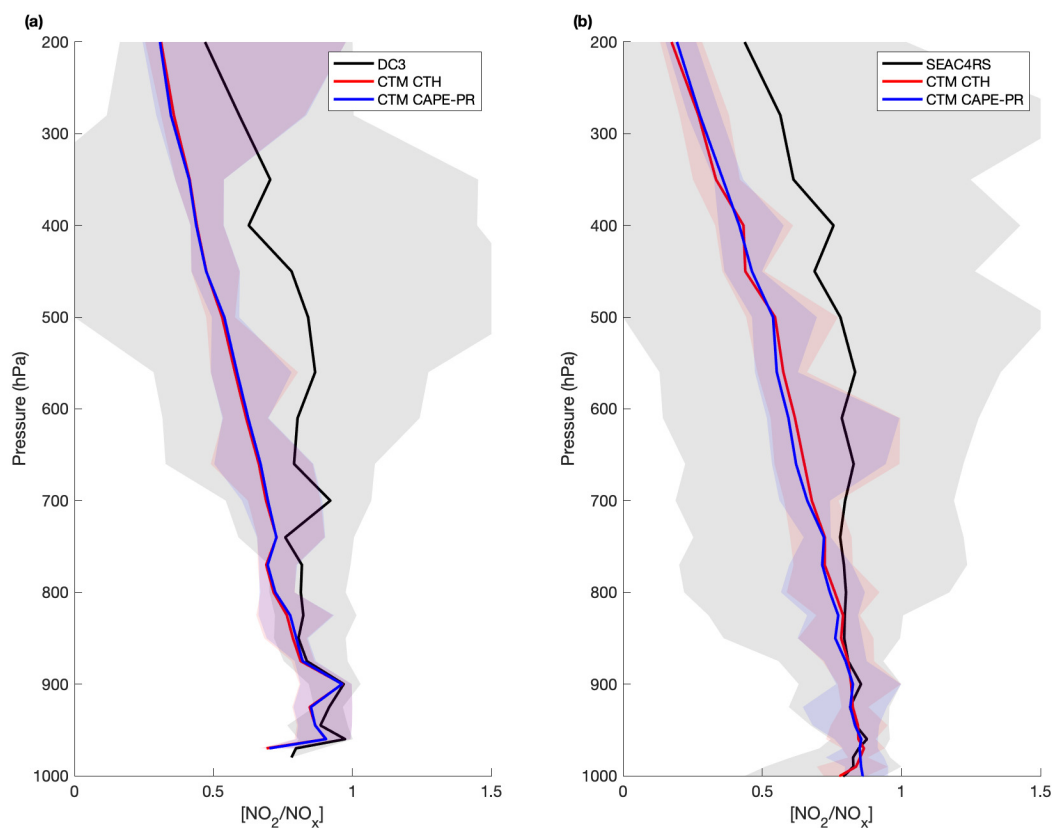 (a)
200
300
400
500
600
700
800
900
1000
Pressure (hPa)
0
0.5
1
1.5
[NO2/NOx]
DC3
CTM CTH
CTM CAPE-PR
(b)
200
300
400
500
600
700
800
900
1000
Pressure (hPa)
0
0.5
1
1.5
[NO2/NOx]
SEAC4RS
CTM CTH
CTM CAPE-PR